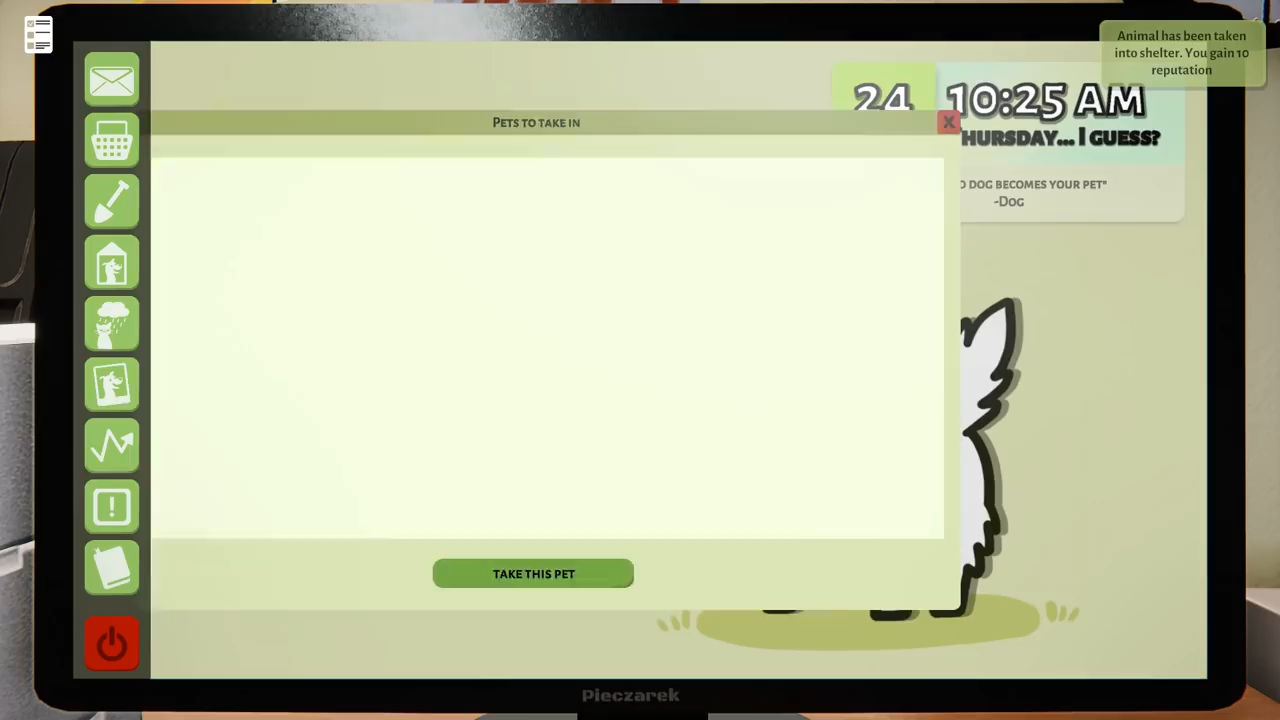 Animal has been taken
into shelter. You gain 10
reputation
24
10:25 AM
HURSDAY... I GUESS?
Pets to take in
X
DOG BECOMES YOUR PET"
-Dog
TAKE THIS PET
Pieczarek